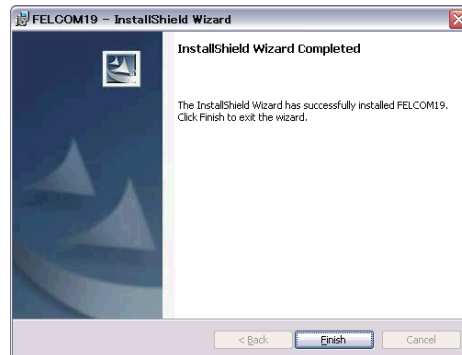 FELCOM19 - InstallShield Wizard
InstallShield Wizard Completed
The InstallShield Wizard has successfully installed FELCOM19.
Click Finish to exit the wizard.
< Back
Finish
Cancel